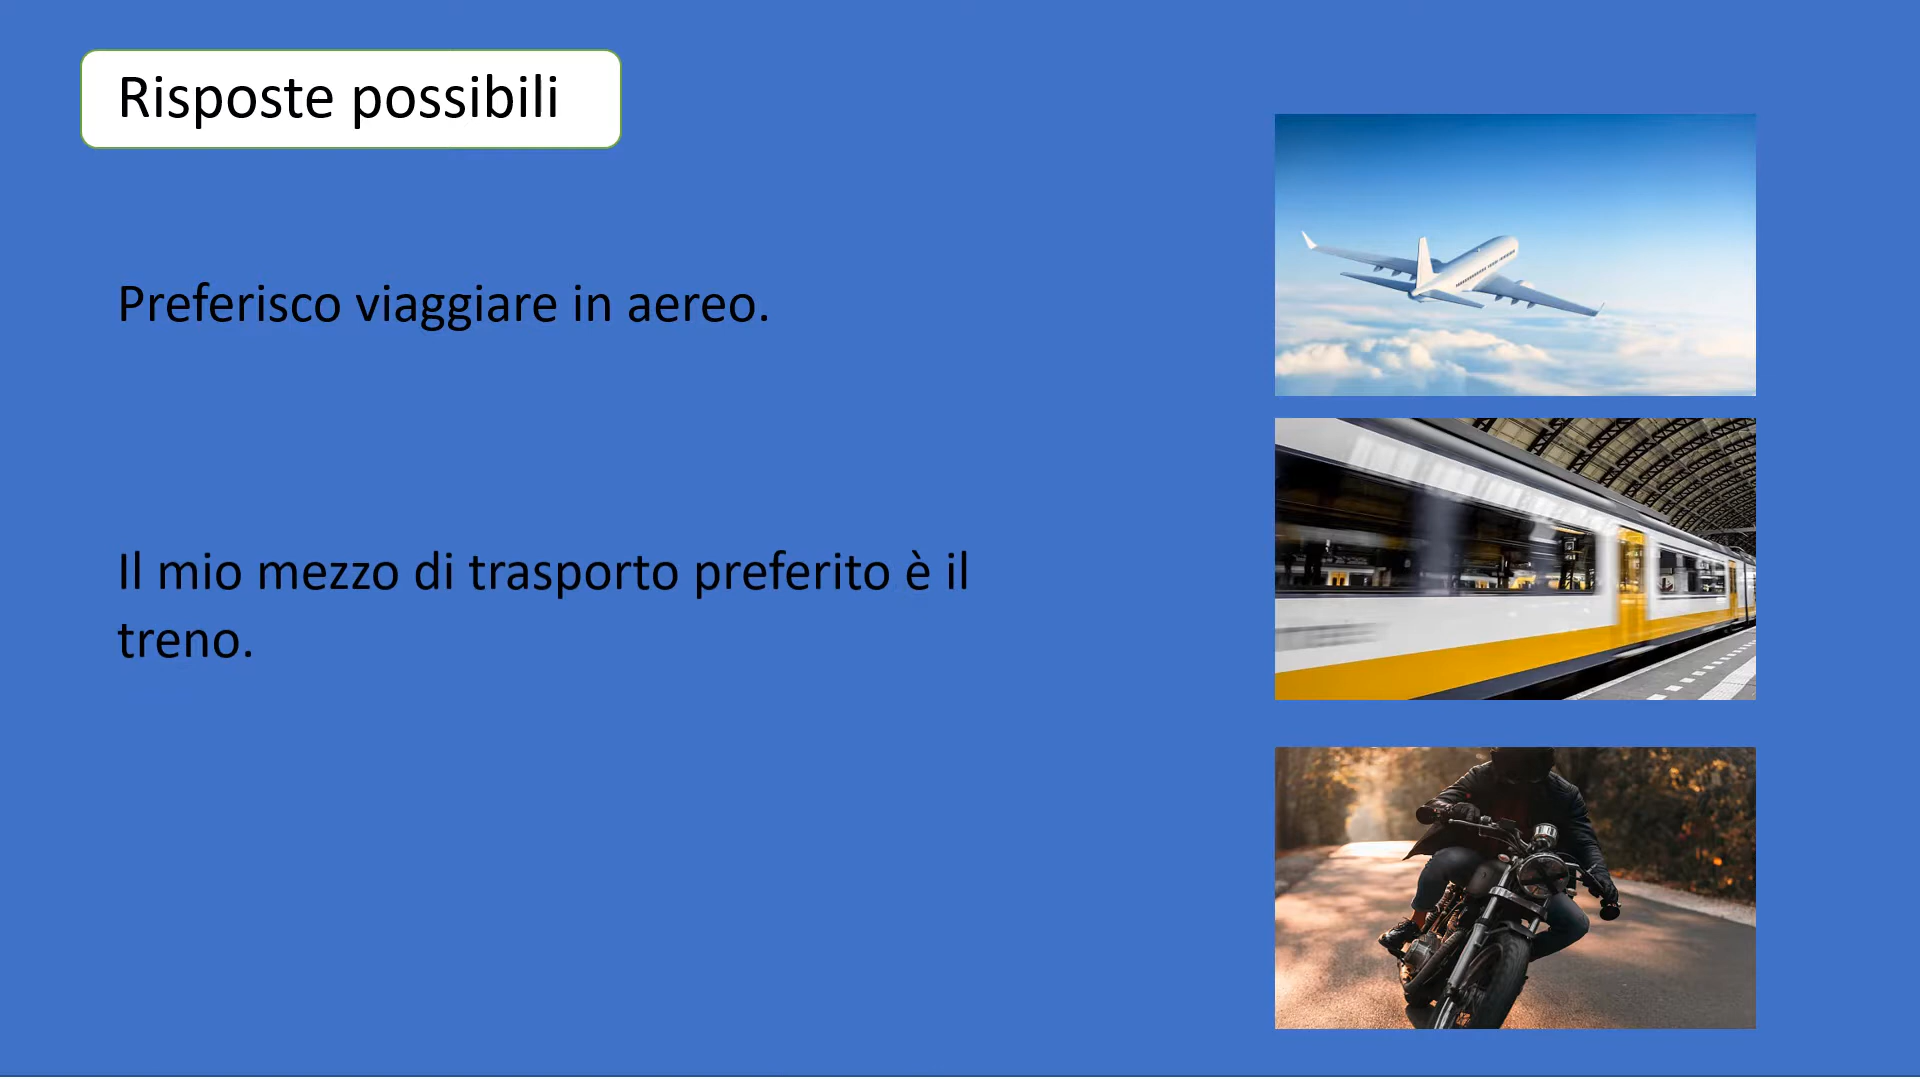 Risposte possibili
Preferisco viaggiare in aereo.
Il mio mezzo di trasporto preferito è il
treno.